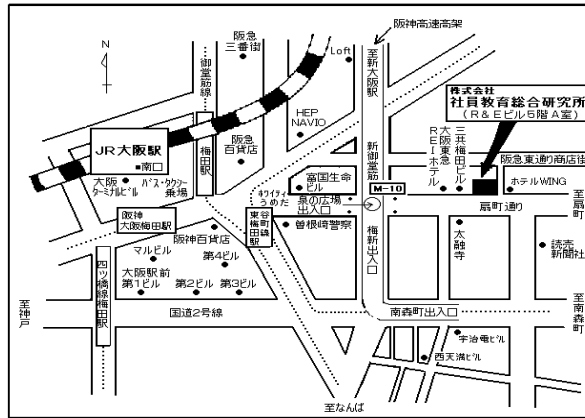 阪神高速高架
N
御堂筋線
阪急
三番街
Loft
至新大阪駅
株式会社
社員教育総合研究所
(R&Eビル5階A室)
HEP
NAVIO
JR大阪駅
■南口
梅田駅
阪急
百貨店
新御堂筋
大阪東急
REIホテル
三共梅田ビル
阪急東通り商店街
大阪
ターミナルビル
バス・タクシー
乗場
富国生命
ビル
M-10
ホテルWING
至扇町
ホワイティ
うめだ
泉の広場
出入口
扇町通り
阪神
大阪梅田駅
谷町線
東梅田駅
阪神百貨店
曽根崎警察
梅新出入口
太融寺
読売
新聞社
マルビル
第4ビル
大阪駅前
第1ビル
第2ビル
第3ビル
四ツ橋線梅田駅
至神戸
国道2号線
南森町出入口
至南森町
宇治電ビル
西天満ビル
至なんば